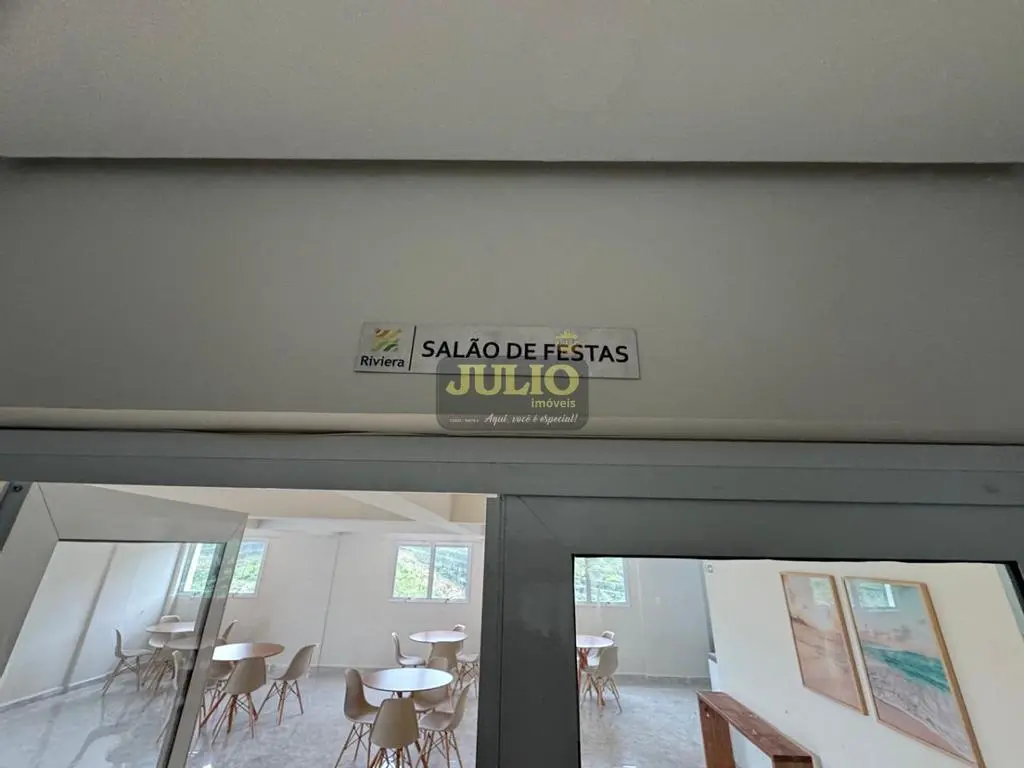 Riviera
SALÃO DE FESTAS
JULIO
imóveis
Aqui, você é especial!